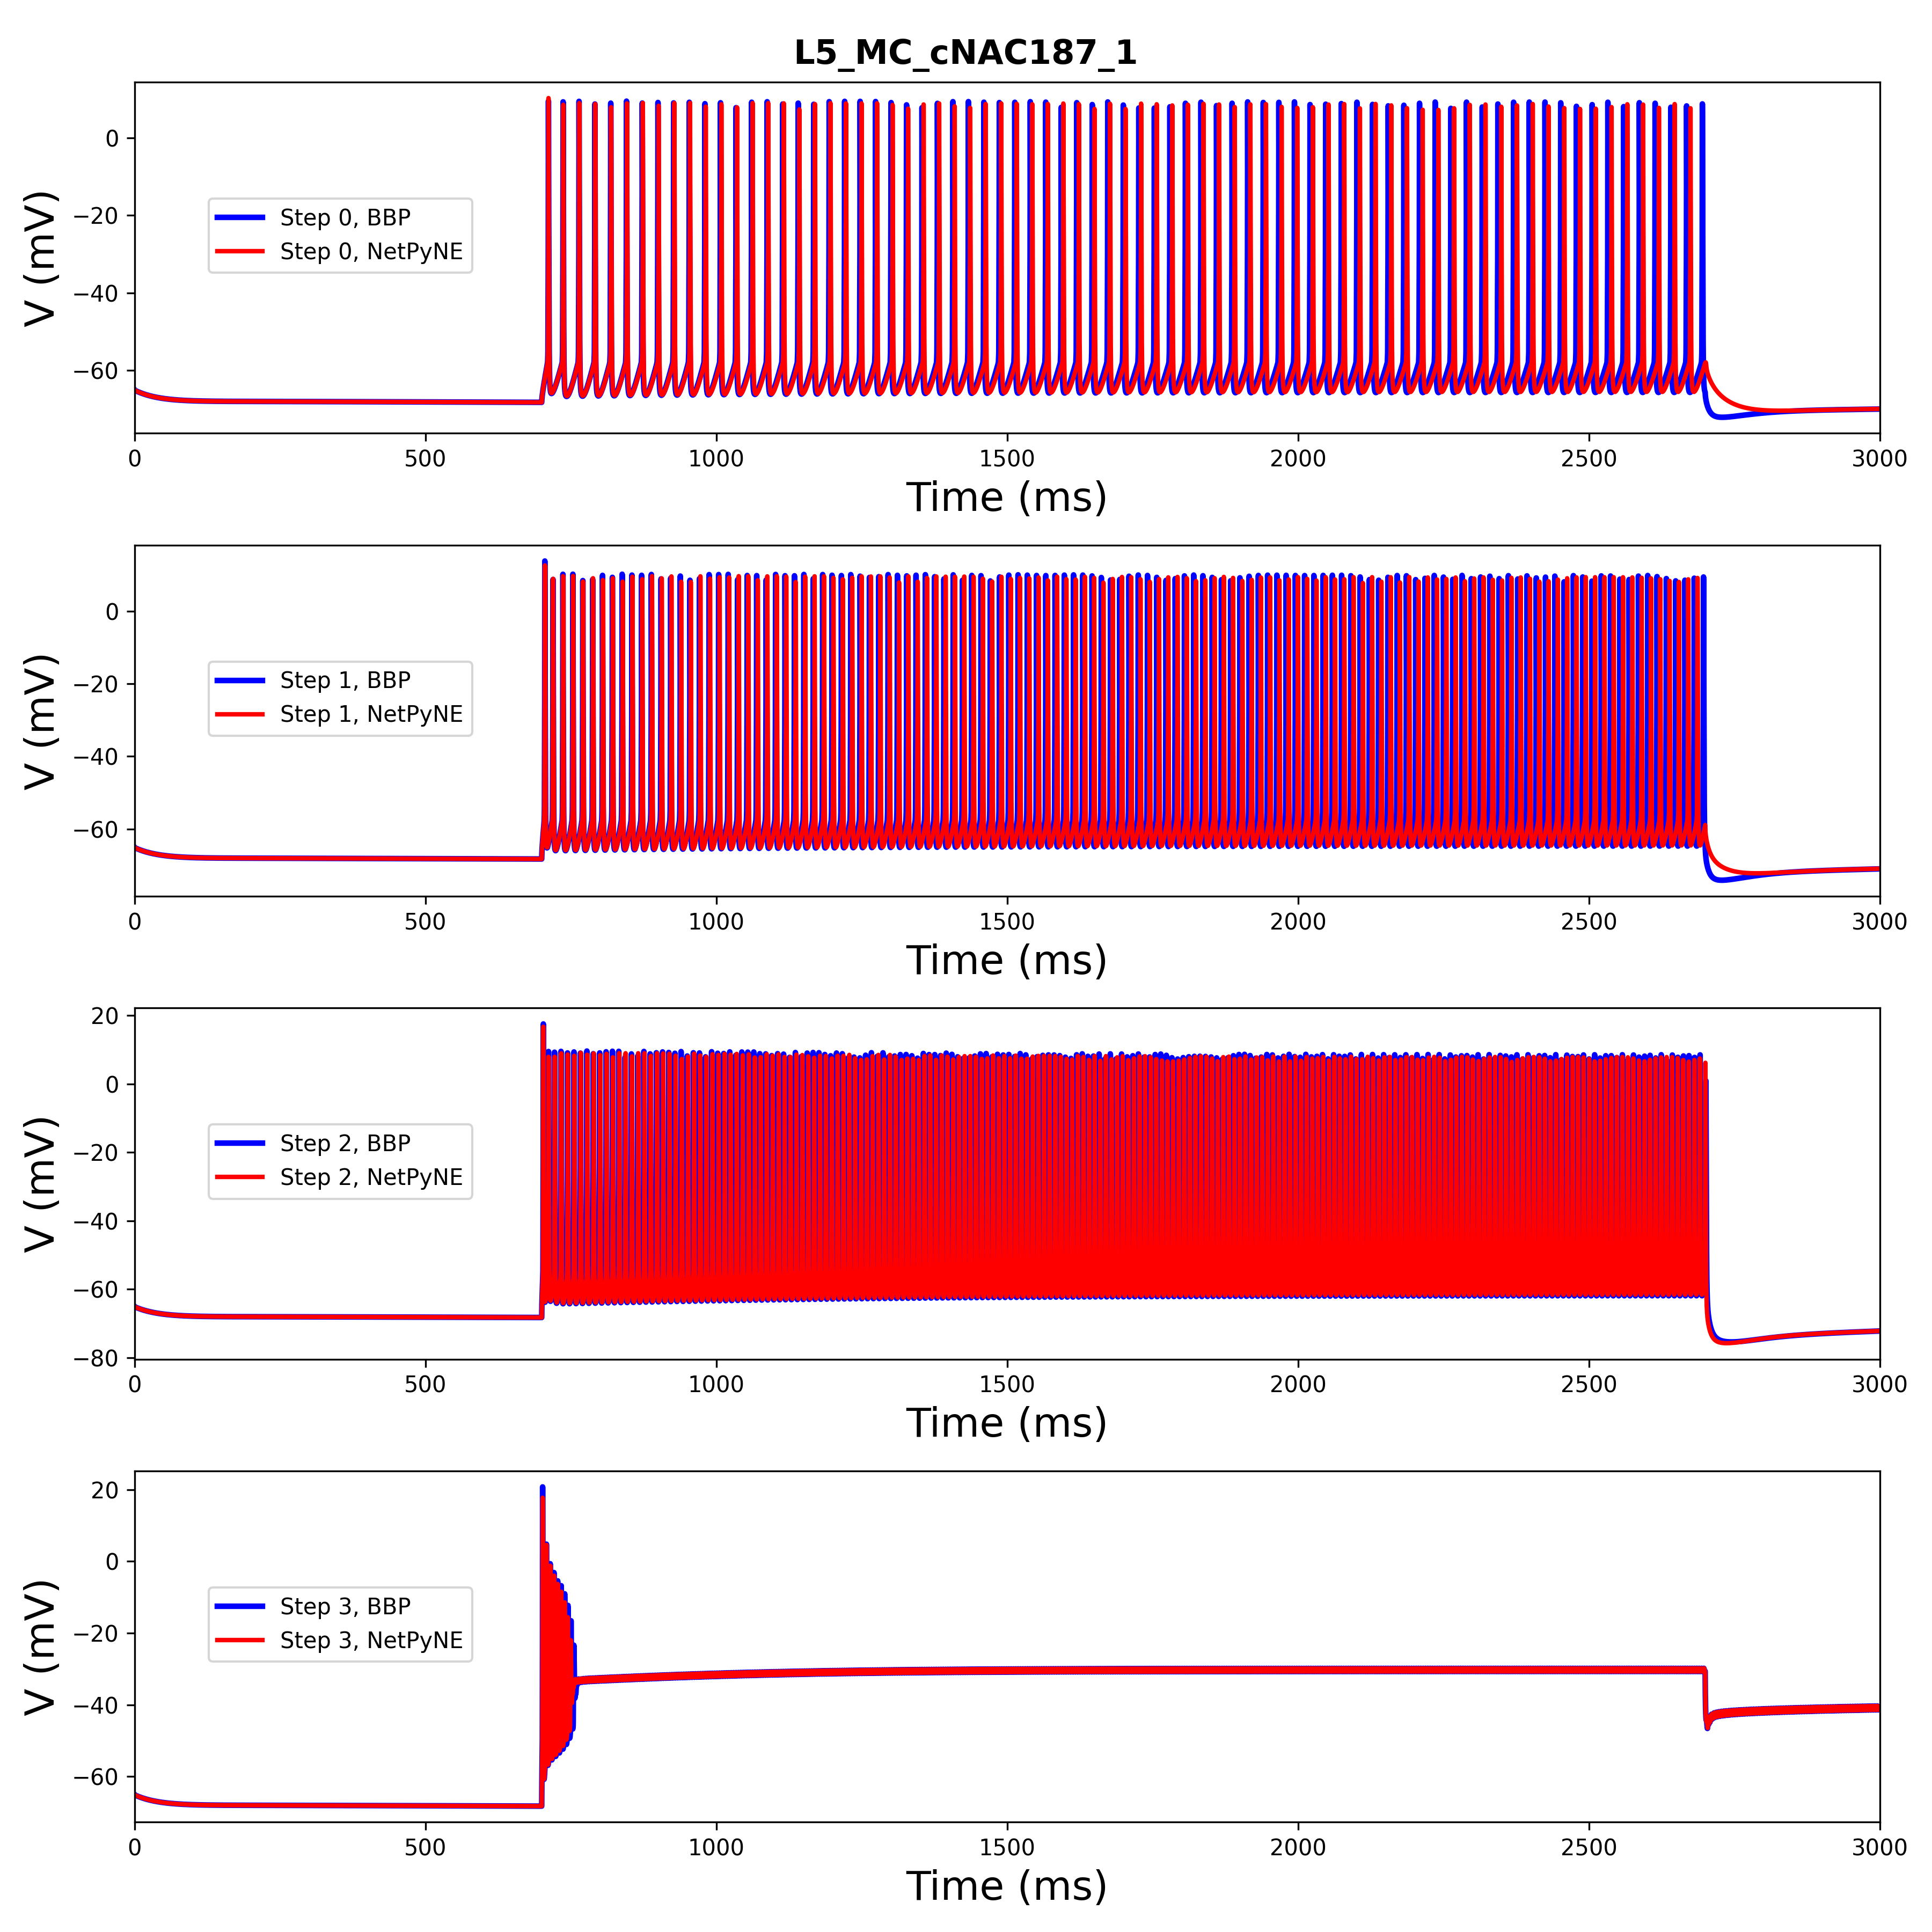 L5_MC_cNAC187_1
V (mV)
0
−20
−40
−60
Step 0, BBP
Step 0, NetPyNE
0 500 1000 1500 2000 2500 3000
Time (ms)
V (mV)
0
−20
−40
−60
Step 1, BBP
Step 1, NetPyNE
0 500 1000 1500 2000 2500 3000
Time (ms)
V (mV)
20
0
−20
−40
−60
−80
Step 2, BBP
Step 2, NetPyNE
0 500 1000 1500 2000 2500 3000
Time (ms)
V (mV)
20
0
−20
−40
−60
Step 3, BBP
Step 3, NetPyNE
0 500 1000 1500 2000 2500 3000
Time (ms)